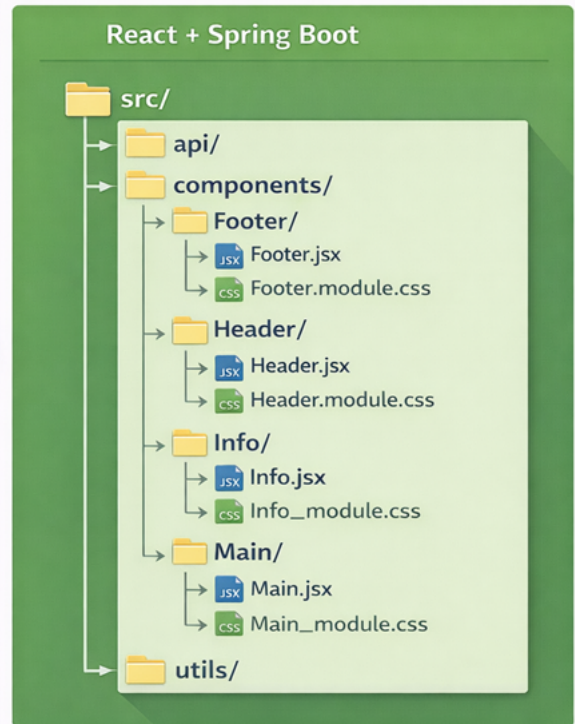 React + Spring Boot
src/
api/
components/
Footer/
JSX Footer.jsx
CSS Footer.module.css
Header/
JSX Header.jsx
CSS Header.module.css
Info/
JSX Info.jsx
CSS Info_module.css
Main/
JSX Main.jsx
CSS Main_module.css
utils/